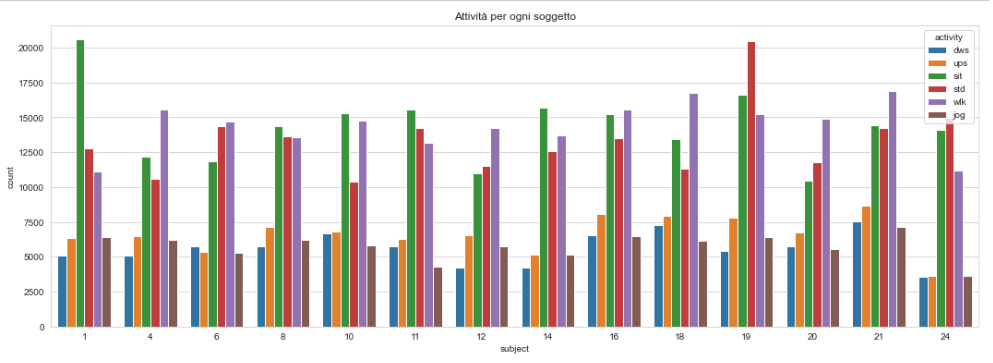 Attività per ogni soggetto
activity
dws
ups
sit
std
wlk
jog
count
20000
17500
15000
12500
10000
7500
5000
2500
0
1 4 6 8 10 11 12 14 16 18 19 20 21 24
subject